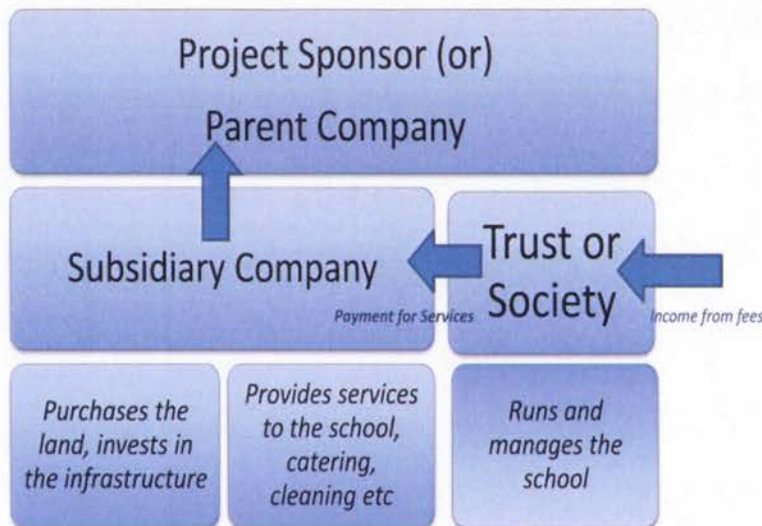 Project Sponsor (or)
Parent Company
Subsidiary Company
Trust or
Society
Payment for Services
Income from fees
Purchases the
land, invests in
the infrastructure
Provides services
to the school,
catering,
cleaning etc
Runs and
manages the
school